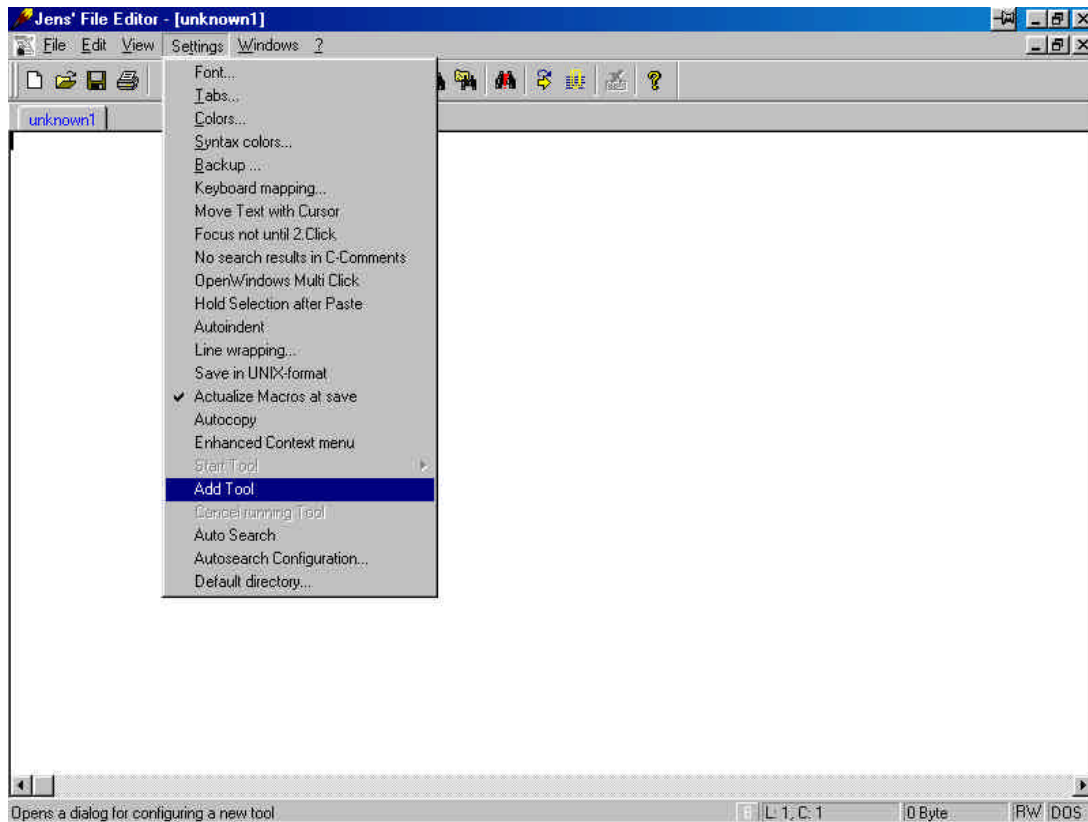 Jens' File Editor - [unknown1]
File Edit View Settings Windows ?
unknown1
Font...
Tabs...
Colors...
Syntax colors...
Backup ...
Keyboard mapping...
Move Text with Cursor
Focus not until 2.Click
No search results in C-Comments
OpenWindows Multi Click
Hold Selection after Paste
Autoindent
Line wrapping...
Save in UNIX-format
Actualize Macros at save
Autocopy
Enhanced Context menu
Start Tool
Add Tool
Cancel running Tool
Auto Search
Autosearch Configuration...
Default directory...
Opens a dialog for configuring a new tool L: 1, C: 1 0 Byte RW DOS